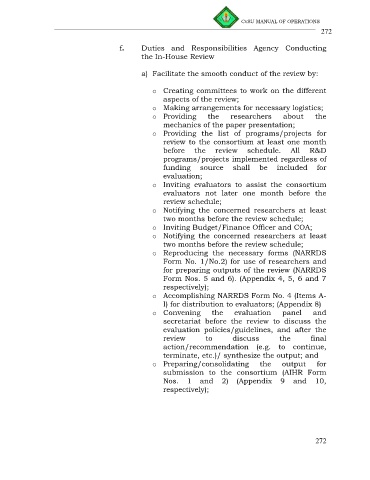 CvSU MANUAL OF OPERATIONS
272
f. Duties and Responsibilities Agency Conducting
the In-House Review
a) Facilitate the smooth conduct of the review by:
o Creating committees to work on the different
aspects of the review;
o Making arrangements for necessary logistics;
o Providing the researchers about the
mechanics of the paper presentation;
o Providing the list of programs/projects for
review to the consortium at least one month
before the review schedule. All R&D
programs/projects implemented regardless of
funding source shall be included for
evaluation;
o Inviting evaluators to assist the consortium
evaluators not later one month before the
review schedule;
o Notifying the concerned researchers at least
two months before the review schedule;
o Inviting Budget/Finance Officer and COA;
o Notifying the concerned researchers at least
two months before the review schedule;
o Reproducing the necessary forms (NARRDS
Form No. 1/No.2) for use of researchers and
for preparing outputs of the review (NARRDS
Form Nos. 5 and 6). (Appendix 4, 5, 6 and 7
respectively);
o Accomplishing NARRDS Form No. 4 (Items A-
I) for distribution to evaluators; (Appendix 8)
o Convening the evaluation panel and
secretariat before the review to discuss the
evaluation policies/guidelines, and after the
review to discuss the final
action/recommendation (e.g. to continue,
terminate, etc.)/ synthesize the output; and
o Preparing/consolidating the output for
submission to the consortium (AIHR Form
Nos. 1 and 2) (Appendix 9 and 10,
respectively);
272